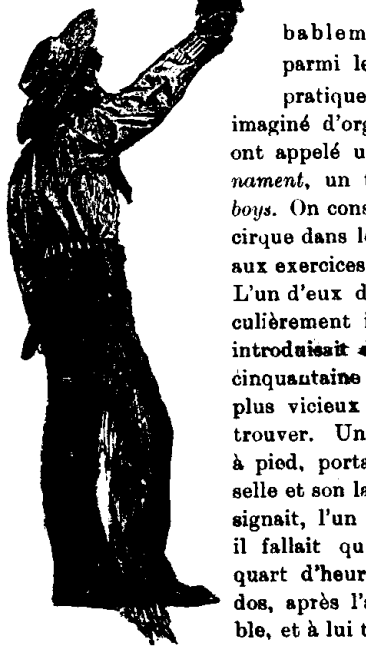 bablem
parmi le
pratique
imaginé d'org
ont appelé u
nament, un t
boys. On cons
cirque dans l
aux exercices
L'un d'eux d
culièrement i
introduisait
cinquantaine
plus vicieux
trouver. Un
à pied, porta
selle et son la
signait, l'un
il fallait qu
quart d'heur
dos, après l'a
ble, et à lui t